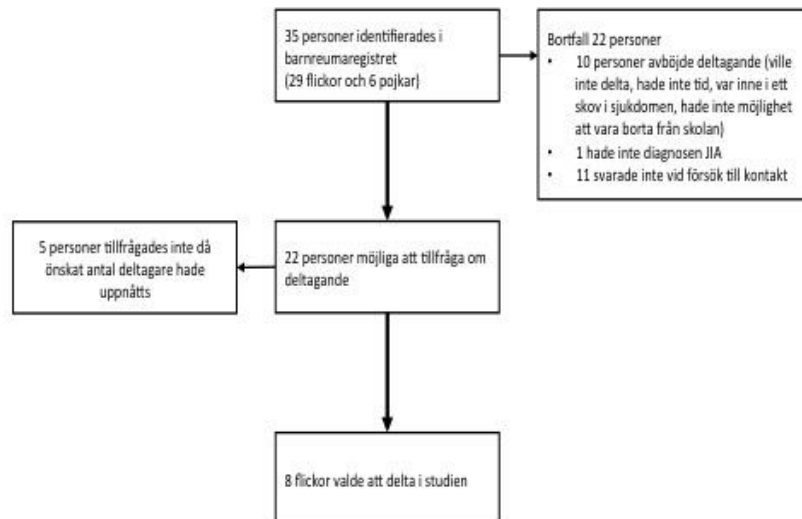 35 personer identifierades i
barnreumaregistret
(29 flickor och 6 pojkar)
Bortfall 22 personer
• 10 personer avböjde deltagande (ville
inte delta, hade inte tid, var inne i ett
skov i sjukdomen, hade inte möjlighet
att vara borta från skolan)
• 1 hade inte diagnosen JIA
• 11 svarade inte vid försök till kontakt
5 personer tillfrågades inte då
önskat antal deltagare hade
uppnåtts
22 personer möjliga att tillfråga om
deltagande
8 flickor valde att delta i studien